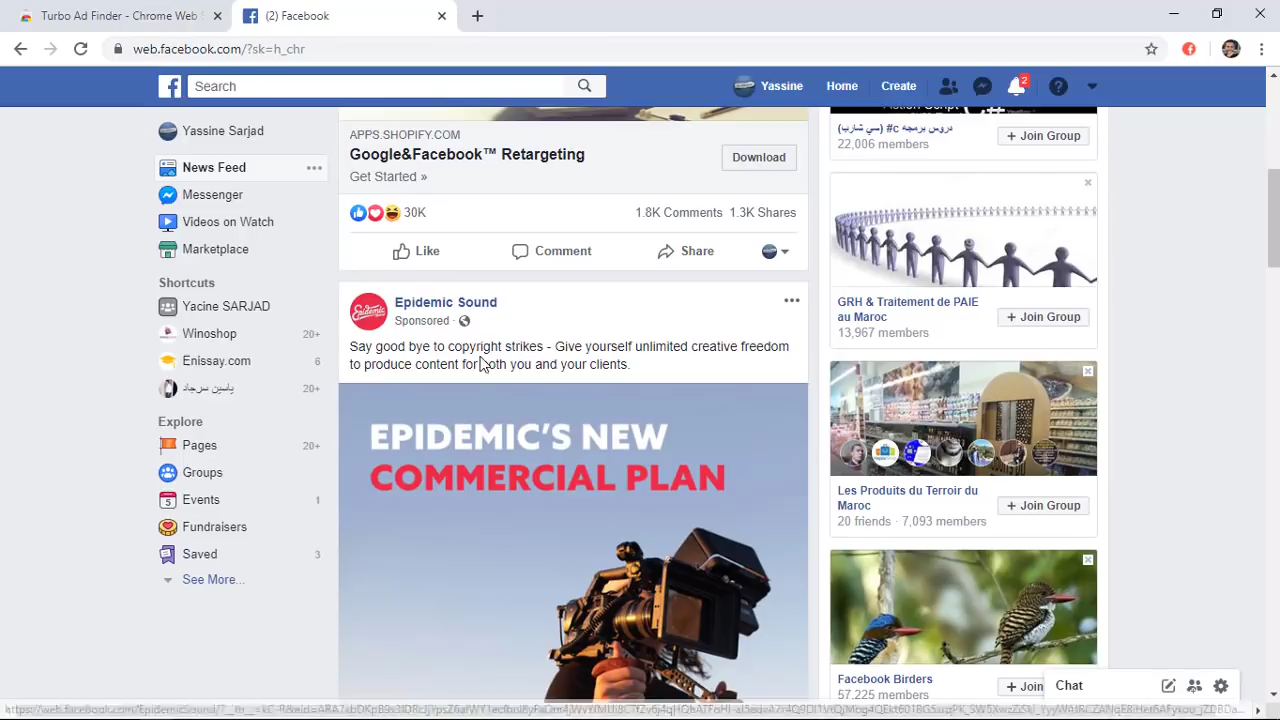 Turbo Ad Finder - Chrome Web S
(2) Facebook
web.facebook.com/?sk=h_chr
Search
Yassine
Home
Create
2
Yassine Sarjad
News Feed
Messenger
Videos on Watch
Marketplace
Shortcuts
Yacine SARJAD
Winoshop 20+
Enissay.com 6
ياسين سرجاد 20+
Explore
Pages 20+
Groups
Events 1
Fundraisers
Saved 3
See More...
APPS.SHOPIFY.COM
Google&Facebook™ Retargeting
Get Started »
Download
30K
1.8K Comments 1.3K Shares
Like
Comment
Share
Epidemic Sound
Sponsored ·
Say good bye to copyright strikes - Give yourself unlimited creative freedom
to produce content for both you and your clients.
EPIDEMIC'S NEW
COMMERCIAL PLAN
دروس برمجه c# (سي شارب)
22,006 members
+ Join Group
GRH & Traitement de PAIE
au Maroc
13,967 members
+ Join Group
Les Produits du Terroir du
Maroc
20 friends · 7,093 members
+ Join Group
Facebook Birders
57,225 members
+ Join
Chat